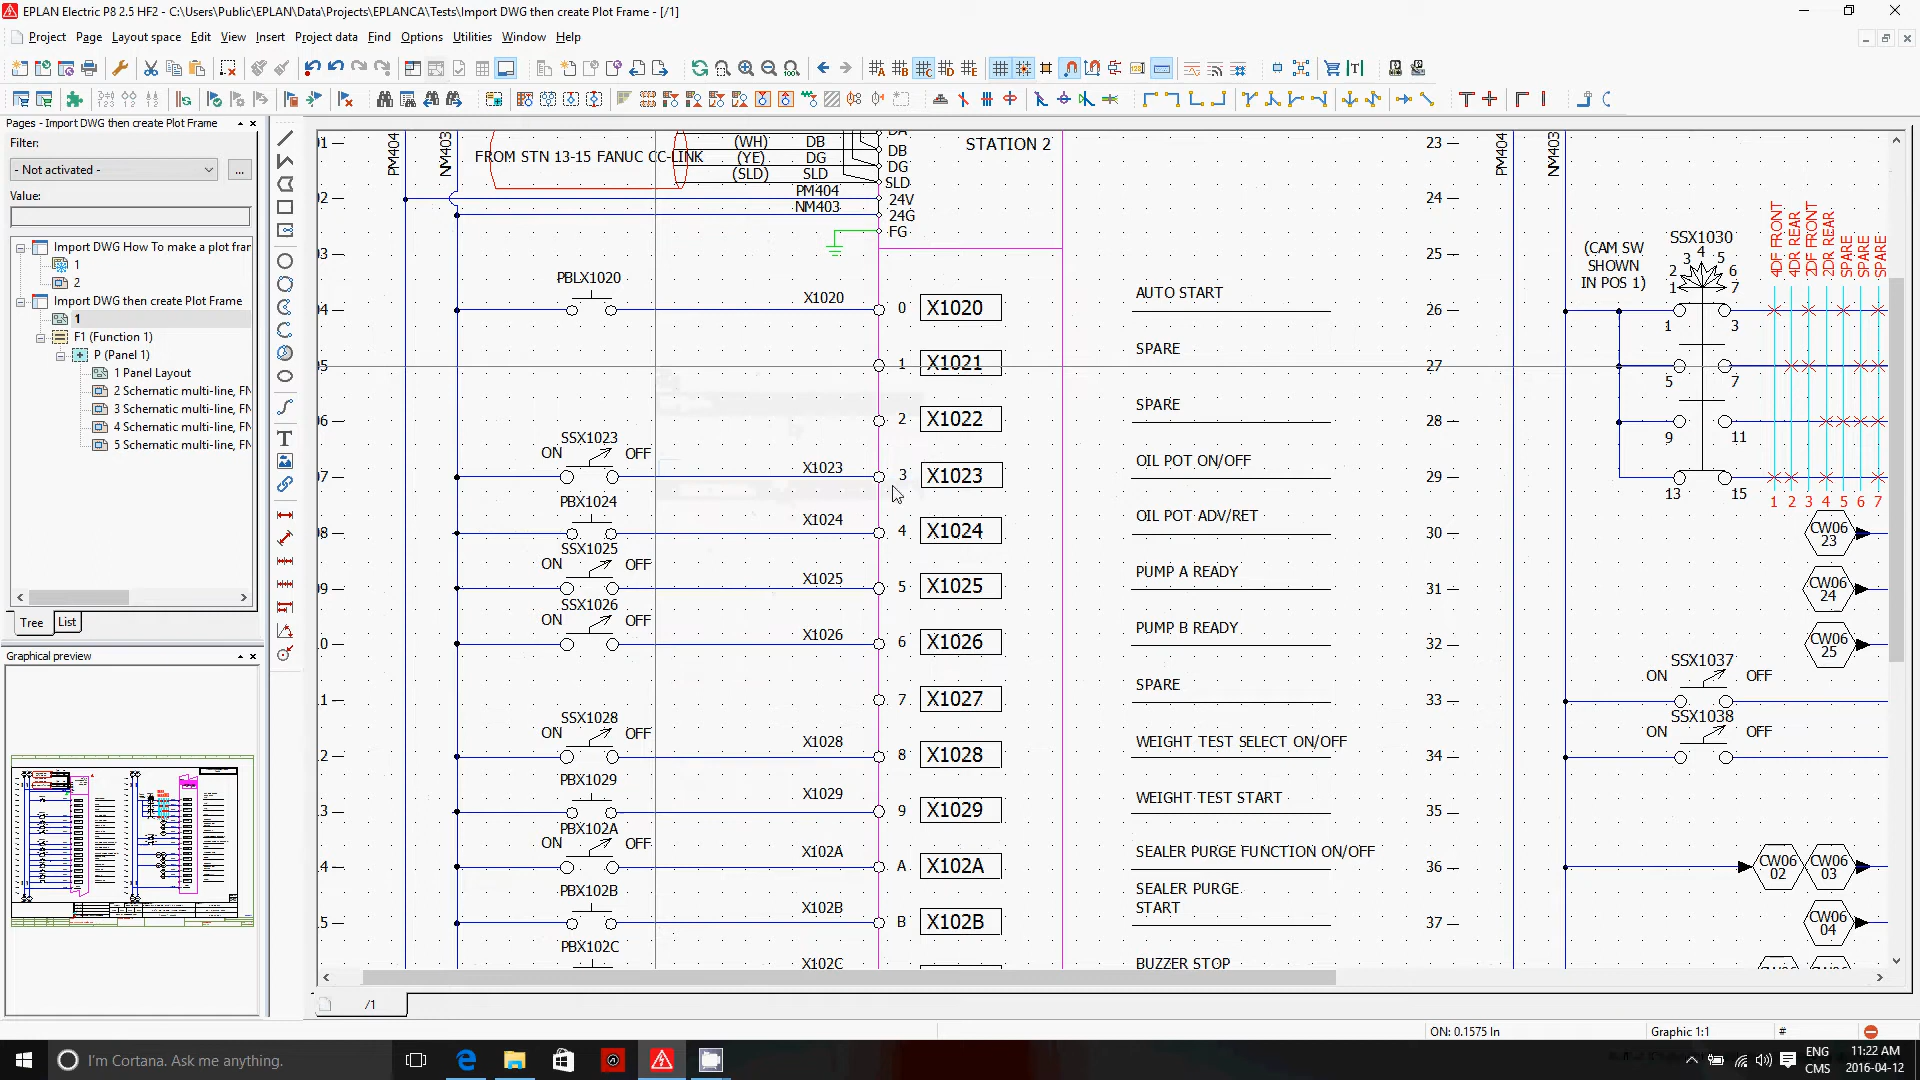 EPLAN Electric P8 2.5 HF2 - C:\Users\Public\EPLAN\Data\Projects\EPLANCA\Tests\Import DWG then create Plot Frame - [/1]
Project Page Layout space Edit View Insert Project data Find Options Utilities Window Help
Pages - Import DWG then create Plot Frame
Filter:
- Not activated -
...
Value:
Import DWG How To make a plot frar
1
2
Import DWG then create Plot Frame
1
F1 (Function 1)
P (Panel 1)
1 Panel Layout
2 Schematic multi-line, FN
3 Schematic multi-line, FN
4 Schematic multi-line, FN
5 Schematic multi-line, FN
Tree List
Graphical preview
PM404
NM403
FROM STN 13-15 FANUC CC-LINK
(WH) DB DB
(YE) DG DG
(SLD) SLD SLD
PM404 24V
NM403 24G
FG
STATION 2
PBLX1020
X1020 0 X1020 AUTO START
1 X1021 SPARE
2 X1022 SPARE
SSX1023
ON OFF X1023 3 X1023 OIL POT ON/OFF
PBX1024
X1024 4 X1024 OIL POT ADV/RET
SSX1025
ON OFF X1025 5 X1025 PUMP A READY
SSX1026
ON OFF X1026 6 X1026 PUMP B READY
7 X1027 SPARE
SSX1028
ON OFF X1028 8 X1028 WEIGHT TEST SELECT ON/OFF
PBX1029
X1029 9 X1029 WEIGHT TEST START
PBX102A
ON OFF X102A A X102A SEALER PURGE FUNCTION ON/OFF
PBX102B
X102B B X102B SEALER PURGE
START
PBX102C
X102C BUZZER STOP
23
24
25
26
27
28
29
30
31
32
33
34
35
36
37
PM404
NM403
(CAM SW
SHOWN
IN POS 1)
SSX1030
4
3 5
2 6
1 7
4DF FRONT
4DR REAR
2DF FRONT
2DR REAR
SPARE
SPARE
SPARE
1 3
5 7
9 11
13 15
1 2 3 4 5 6 7
CW06
23
CW06
24
CW06
25
SSX1037
ON OFF
SSX1038
ON OFF
CW06
02
CW06
03
CW06
04
/1
ON: 0.1575 In
Graphic 1:1
#
I'm Cortana. Ask me anything.
ENG
CMS
11:22 AM
2016-04-12